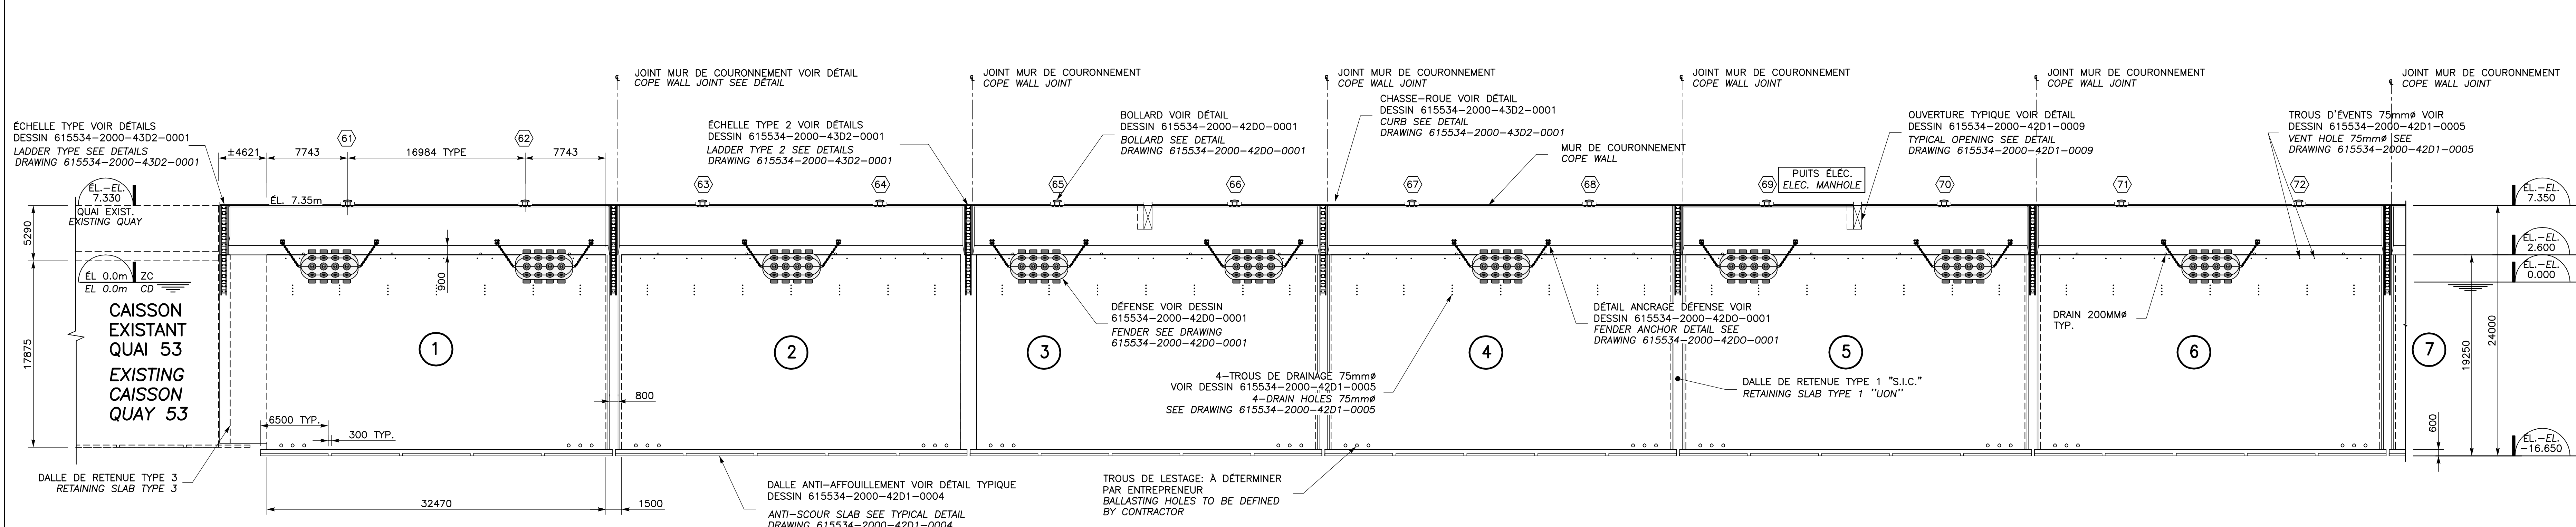 JOINT MUR DE COURONNEMENT VOIR DÉTAIL
COPE WALL JOINT SEE DÉTAIL
JOINT MUR DE COURONNEMENT
COPE WALL JOINT
JOINT MUR DE COURONNEMENT
COPE WALL JOINT
JOINT MUR DE COURONNEMENT
COPE WALL JOINT
JOINT MUR DE COURONNEMENT
COPE WALL JOINT
JOINT MUR DE COURONNEMENT
COPE WALL JOINT
ÉCHELLE TYPE VOIR DÉTAILS
DESSIN 615534-2000-43D2-0001
LADDER TYPE SEE DETAILS
DRAWING 615534-2000-43D2-0001
ÉCHELLE TYPE 2 VOIR DÉTAILS
DESSIN 615534-2000-43D2-0001
LADDER TYPE 2 SEE DETAILS
DRAWING 615534-2000-43D2-0001
BOLLARD VOIR DÉTAIL
DESSIN 615534-2000-42DO-0001
BOLLARD SEE DETAIL
DRAWING 615534-2000-42DO-0001
CHASSE-ROUE VOIR DÉTAIL
DESSIN 615534-2000-43D2-0001
CURB SEE DETAIL
DRAWING 615534-2000-43D2-0001
MUR DE COURONNEMENT
COPE WALL
OUVERTURE TYPIQUE VOIR DÉTAIL
DESSIN 615534-2000-42D1-0009
TYPICAL OPENING SEE DETAIL
DRAWING 615534-2000-42D1-0009
TROUS D'ÉVENTS 75mmø VOIR
DESSIN 615534-2000-42D1-0005
VENT HOLE 75mmø SEE
DRAWING 615534-2000-42D1-0005
PUITS ÉLÉC.
ELEC. MANHOLE
±4621
7743
16984 TYPE
7743
61
62
63
64
65
66
67
68
69
70
71
72
ÉL.-EL.
7.330
QUAI EXIST.
EXISTING QUAY
ÉL. 7.35m
5290
17875
ÉL 0.0m ZC
EL 0.0m CD
900
CAISSON
EXISTANT
QUAI 53
EXISTING
CAISSON
QUAY 53
1
2
3
4
5
6
7
DÉFENSE VOIR DESSIN
615534-2000-42D0-0001
FENDER SEE DRAWING
615534-2000-42D0-0001
DÉTAIL ANCRAGE DÉFENSE VOIR
DESSIN 615534-2000-42DO-0001
FENDER ANCHOR DETAIL SEE
DRAWING 615534-2000-42DO-0001
DRAIN 200MMø
TYP.
4-TROUS DE DRAINAGE 75mmø
VOIR DESSIN 615534-2000-42D1-0005
4-DRAIN HOLES 75mmø
SEE DRAWING 615534-2000-42D1-0005
DALLE DE RETENUE TYPE 1 "S.I.C."
RETAINING SLAB TYPE 1 ''UON''
ÉL.-EL.
7.350
ÉL.-EL.
2.600
ÉL.-EL.
0.000
ÉL.-EL.
-16.650
24000
19250
600
800
6500 TYP.
300 TYP.
DALLE DE RETENUE TYPE 3
RETAINING SLAB TYPE 3
32470
1500
DALLE ANTI-AFFOUILLEMENT VOIR DÉTAIL TYPIQUE
DESSIN 615534-2000-42D1-0004
ANTI-SCOUR SLAB SEE TYPICAL DETAIL
DRAWING 615534-2000-42D1-0004
TROUS DE LESTAGE: À DÉTERMINER
PAR ENTREPRENEUR
BALLASTING HOLES TO BE DEFINED
BY CONTRACTOR